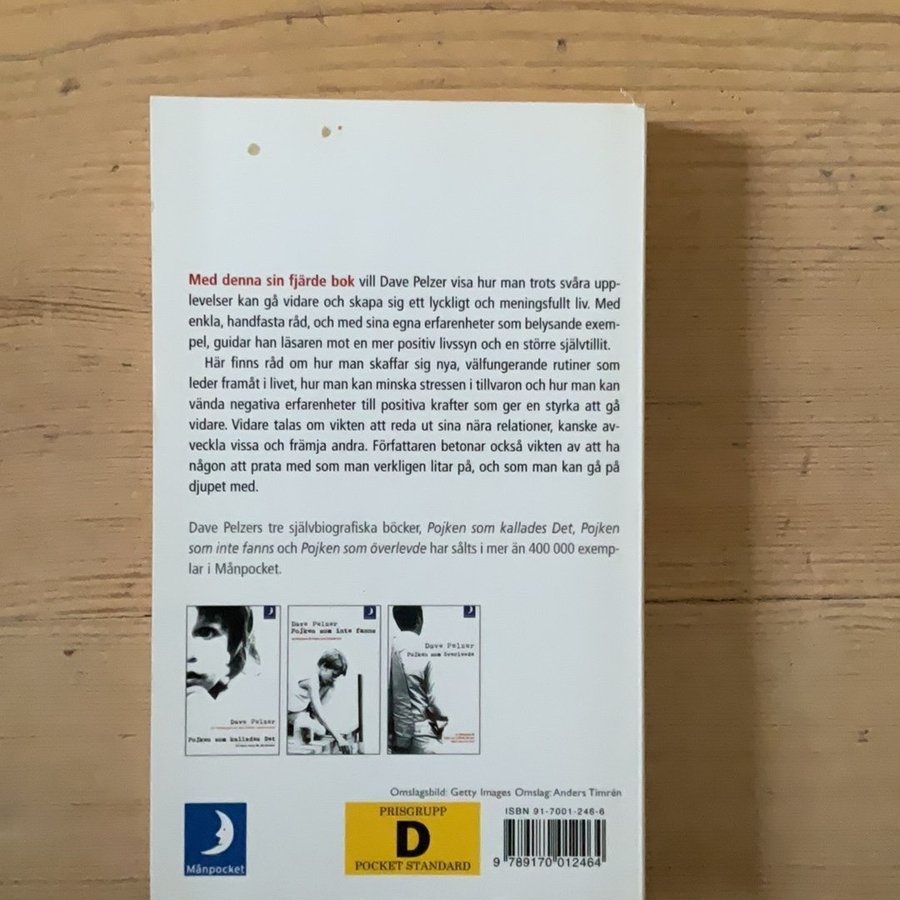 Med denna sin fjärde bok vill Dave Pelzer visa hur man trots svåra upp-
levelser kan gå vidare och skapa sig ett lyckligt och meningsfullt liv. Med
enkla, handfasta råd, och med sina egna erfarenheter som belysande exem-
pel, guidar han läsaren mot en mer positiv livssyn och en större självtillit.
Här finns råd om hur man skaffar sig nya, välfungerande rutiner som
leder framåt i livet, hur man kan minska stressen i tillvaron och hur man kan
vända negativa erfarenheter till positiva krafter som ger en styrka att gå
vidare. Vidare talas om vikten att reda ut sina nära relationer, kanske av-
veckla vissa och främja andra. Författaren betonar också vikten av att ha
någon att prata med som man verkligen litar på, och som man kan gå på
djupet med.
Dave Pelzers tre självbiografiska böcker, Pojken som kallades Det, Pojken
som inte fanns och Pojken som överlevde har sålts i mer än 400 000 exemp-
lar i Månpocket.
Dave Pelzer
Pojken som kallades Det
Dave Pelzer
Pojken som inte fanns
Dave Pelzer
Pojken som överlevde
Omslagsbild: Getty Images Omslag: Anders Timrén
Månpocket
PRISGRUPP
D
POCKET STANDARD
ISBN 91-7001-246-6
9 789170 012464